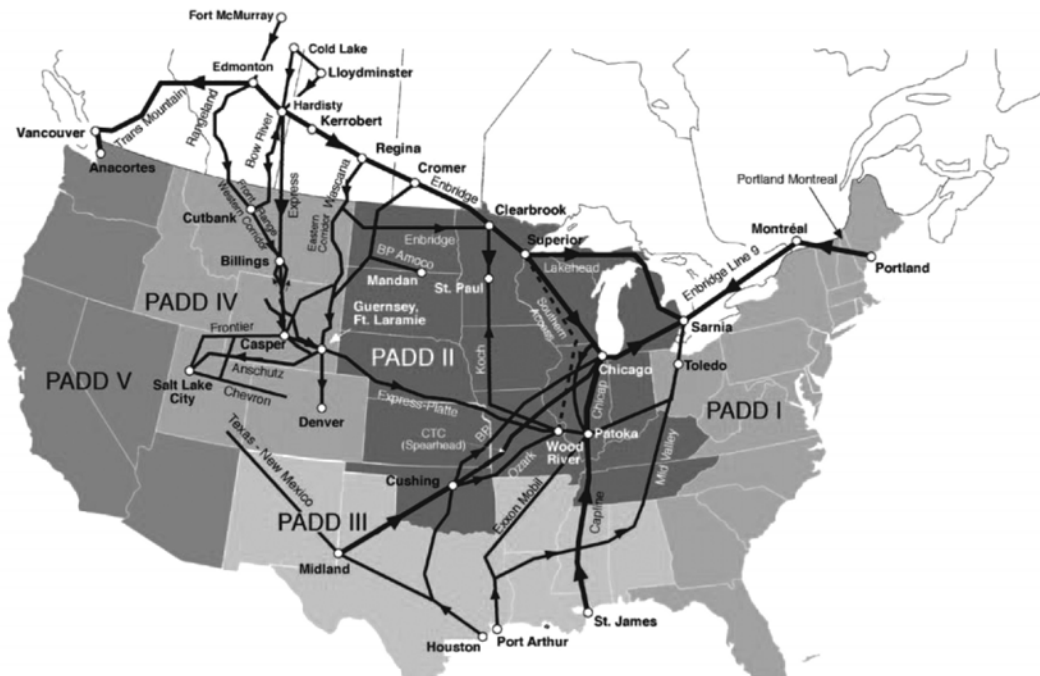 Fort McMurray
Cold Lake
Lloydminster
Edmonton
Hardisty
Kerrobert
Trans Mountain
Rangeland
Bow River
Vancouver
Anacortes
Regina
Cromer
Wascana
Express
Enbridge
Portland Montreal
Clearbrook
Montréal
Cutbank
Front Range
Western Corridor
Eastern
Corridor
Enbridge
Superior
Lakehead
Enbridge Line 9
Portland
BP Amoco
Billings
Mandan
St. Paul
PADD IV
Guernsey,
Ft. Laramie
Southern
Access
Sarnia
Frontier
Casper
PADD II
Koch
Chicago
Toledo
PADD V
Anschutz
Salt Lake
City
Chevron
Denver
Express-Platte
Chicap
PADD I
CTC
(Spearhead)
BP
Wood
River
Patoka
Texas - New Mexico
Ozark
Mid Valley
Cushing
Exxon Mobil
Capline
PADD III
Midland
St. James
Houston
Port Arthur